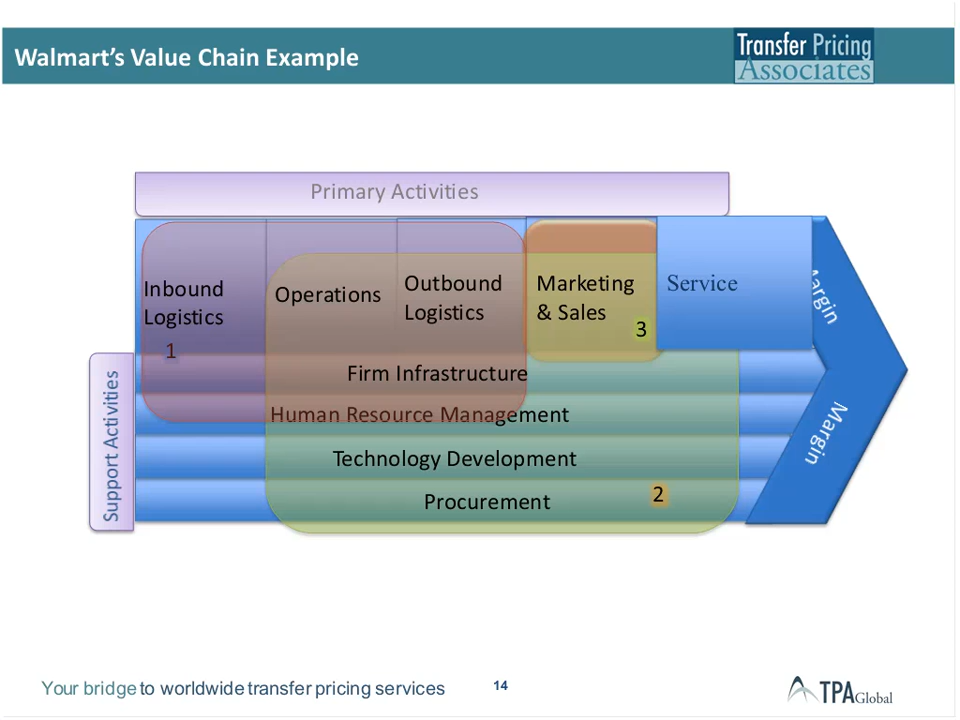 Walmart’s Value Chain Example
Transfer Pricing
Associates
Primary Activities
Inbound
Logistics
1
Operations
Outbound
Logistics
Marketing
& Sales
3
Service
Margin
Support Activities
Firm Infrastructure
Human Resource Management
Technology Development
Procurement
2
Margin
Your bridge to worldwide transfer pricing services
14
TPA Global